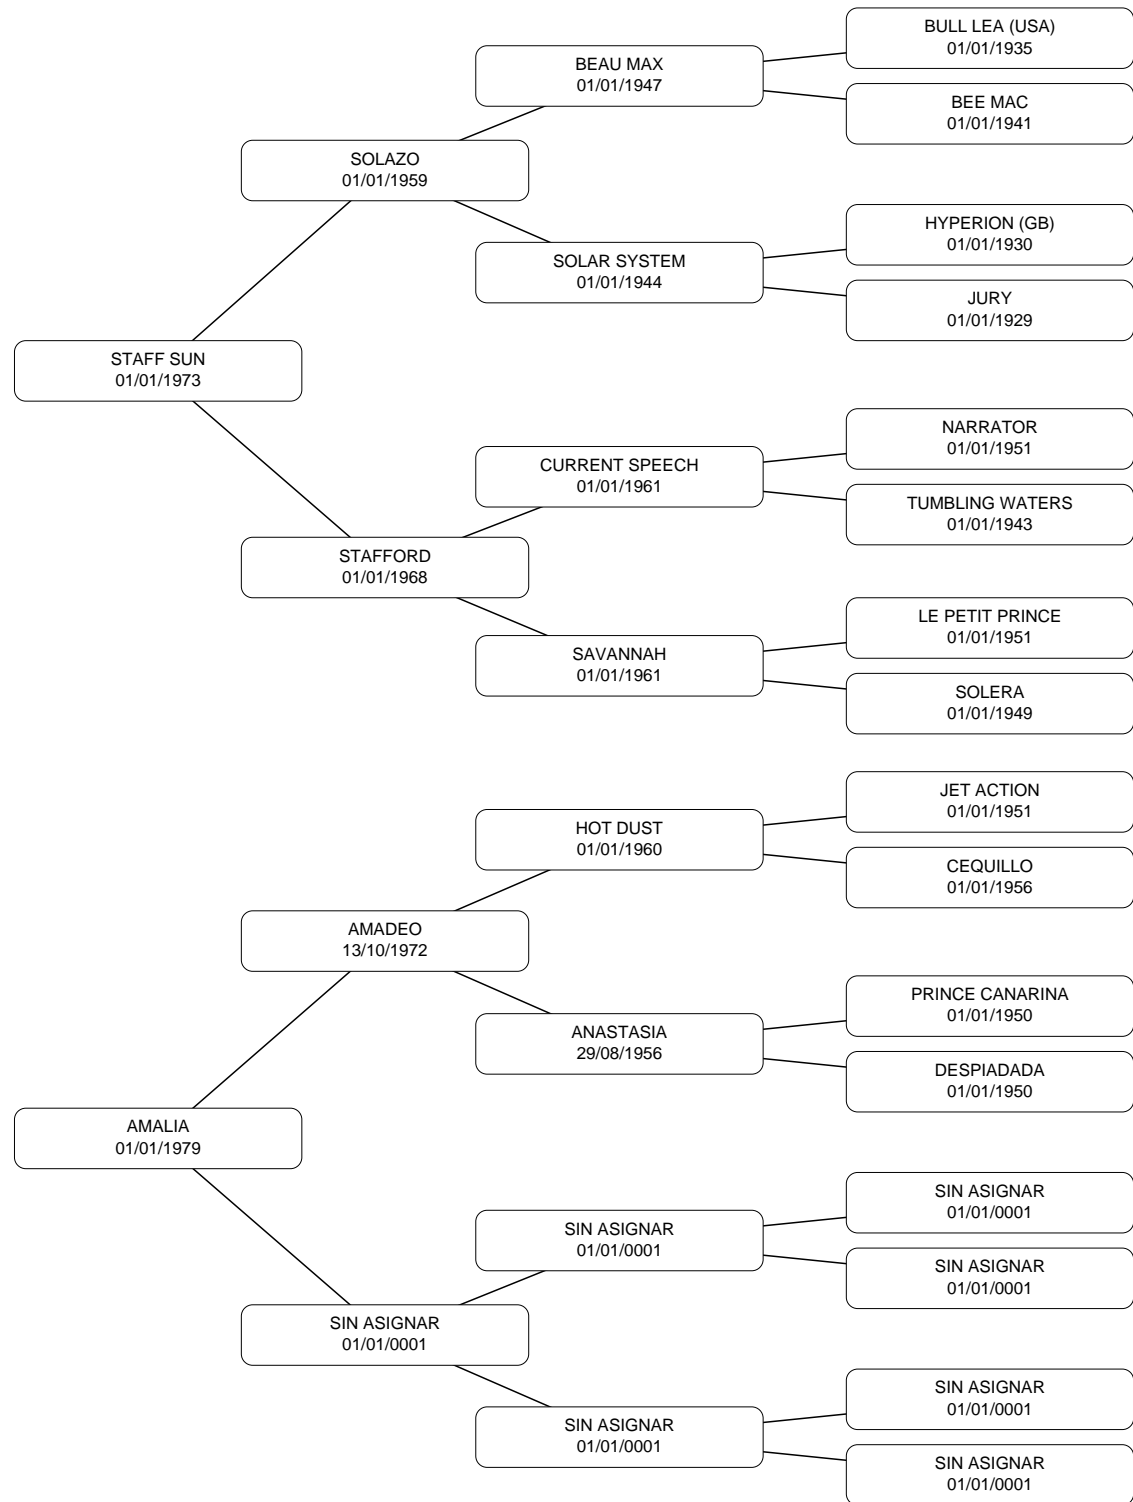 BULL LEA (USA)
01/01/1935
BEAU MAX
01/01/1947
BEE MAC
01/01/1941
SOLAZO
01/01/1959
HYPERION (GB)
01/01/1930
SOLAR SYSTEM
01/01/1944
JURY
01/01/1929
STAFF SUN
01/01/1973
NARRATOR
01/01/1951
CURRENT SPEECH
01/01/1961
TUMBLING WATERS
01/01/1943
STAFFORD
01/01/1968
LE PETIT PRINCE
01/01/1951
SAVANNAH
01/01/1961
SOLERA
01/01/1949
JET ACTION
01/01/1951
HOT DUST
01/01/1960
CEQUILLO
01/01/1956
AMADEO
13/10/1972
PRINCE CANARINA
01/01/1950
ANASTASIA
29/08/1956
DESPIADADA
01/01/1950
AMALIA
01/01/1979
SIN ASIGNAR
01/01/0001
SIN ASIGNAR
01/01/0001
SIN ASIGNAR
01/01/0001
SIN ASIGNAR
01/01/0001
SIN ASIGNAR
01/01/0001
SIN ASIGNAR
01/01/0001
SIN ASIGNAR
01/01/0001